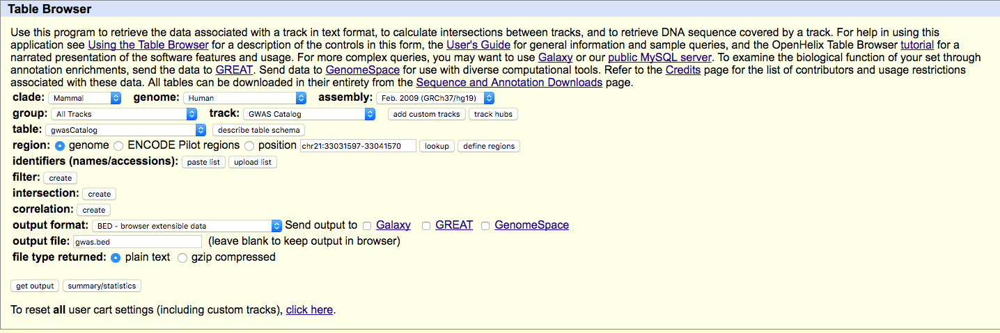 Table Browser
Use this program to retrieve the data associated with a track in text format, to calculate intersections between tracks, and to retrieve DNA sequence covered by a track. For help in using this
application see Using the Table Browser for a description of the controls in this form, the User's Guide for general information and sample queries, and the OpenHelix Table Browser tutorial for a
narrated presentation of the software features and usage. For more complex queries, you may want to use Galaxy or our public MySQL server. To examine the biological function of your set through
annotation enrichments, send the data to GREAT. Send data to GenomeSpace for use with diverse computational tools. Refer to the Credits page for the list of contributors and usage restrictions
associated with these data. All tables can be downloaded in their entirety from the Sequence and Annotation Downloads page.
clade: Mammal genome: Human assembly: Feb. 2009 (GRCh37/hg19)
group: All Tracks track: GWAS Catalog add custom tracks track hubs
table: gwasCatalog describe table schema
region: genome ENCODE Pilot regions position chr21:33031597-33041570 lookup define regions
identifiers (names/accessions): paste list upload list
filter: create
intersection: create
correlation: create
output format: BED - browser extensible data Send output to Galaxy GREAT GenomeSpace
output file: gwas.bed (leave blank to keep output in browser)
file type returned: plain text gzip compressed
get output summary/statistics
To reset all user cart settings (including custom tracks), click here.